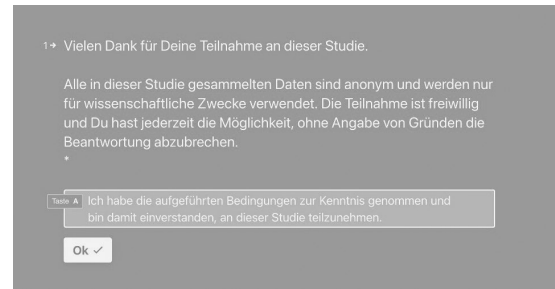 1→ Vielen Dank für Deine Teilnahme an dieser Studie.
Alle in dieser Studie gesammelten Daten sind anonym und werden nur
für wissenschaftliche Zwecke verwendet. Die Teilnahme ist freiwillig
und Du hast jederzeit die Möglichkeit, ohne Angabe von Gründen die
Beantwortung abzubrechen.
*
Taste A Ich habe die aufgeführten Bedingungen zur Kenntnis genommen und
bin damit einverstanden, an dieser Studie teilzunehmen.
Ok ✓